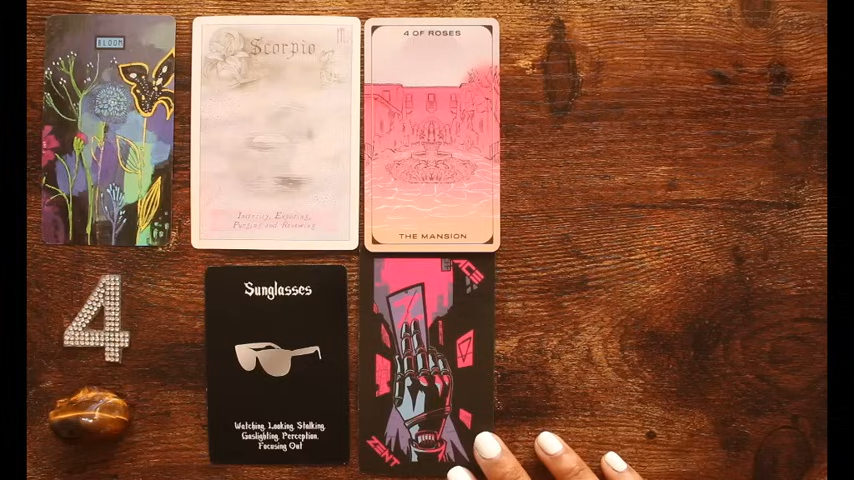 BLOOM
Scorpio
Intensity, Exposing,
Purging and Renewing
4 OF ROSES
THE MANSION
4
Sunglasses
Watching, Looking, Stalking,
Gaslighting, Perception,
Focusing Out
ACE
ZENT